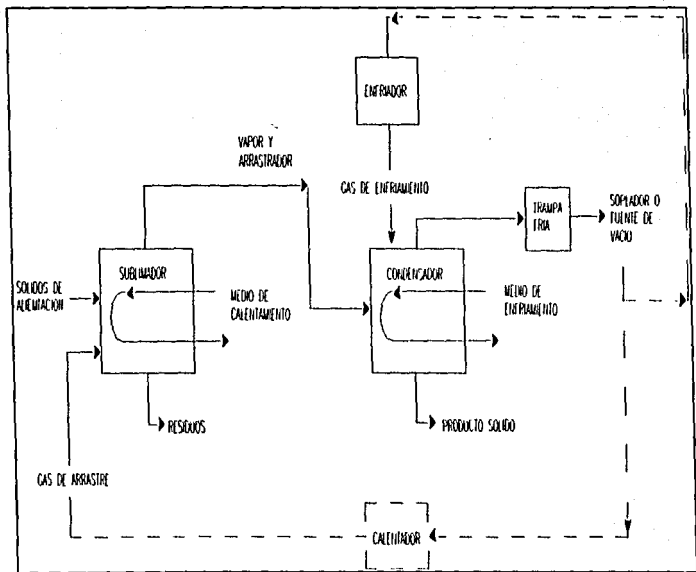 ENFRIADOR
VAPOR Y
ARRASTRADOR
GAS DE ENFRIAMIENTO
TRAMPA
FRIA
SOPLADOR O
FUENTE DE
VACIO
SUBLIMADOR
CONDENSADOR
SOLIDOS DE
ALIENTACION
MEDIO DE
CALENTAMIENTO
MEDIO DE
ENFRIAMIENTO
RESIDUOS
PRODUCTO SOLIDO
GAS DE ARRASTRE
CALENTADOR